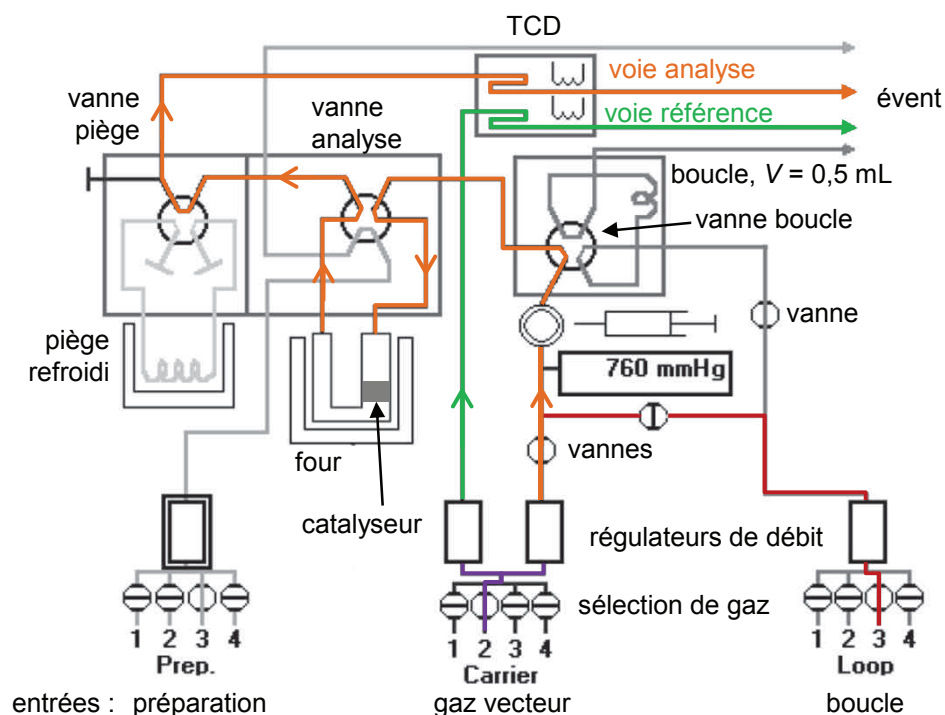 TCD
voie analyse
évent
voie référence
vanne
piège
vanne
analyse
boucle, V = 0,5 mL
vanne boucle
vanne
piège
refroidi
760 mmHg
four
vannes
catalyseur
régulateurs de débit
sélection de gaz
1 2 3 4
Prep.
1 2 3 4
Carrier
1 2 3 4
Loop
entrées : préparation
gaz vecteur
boucle